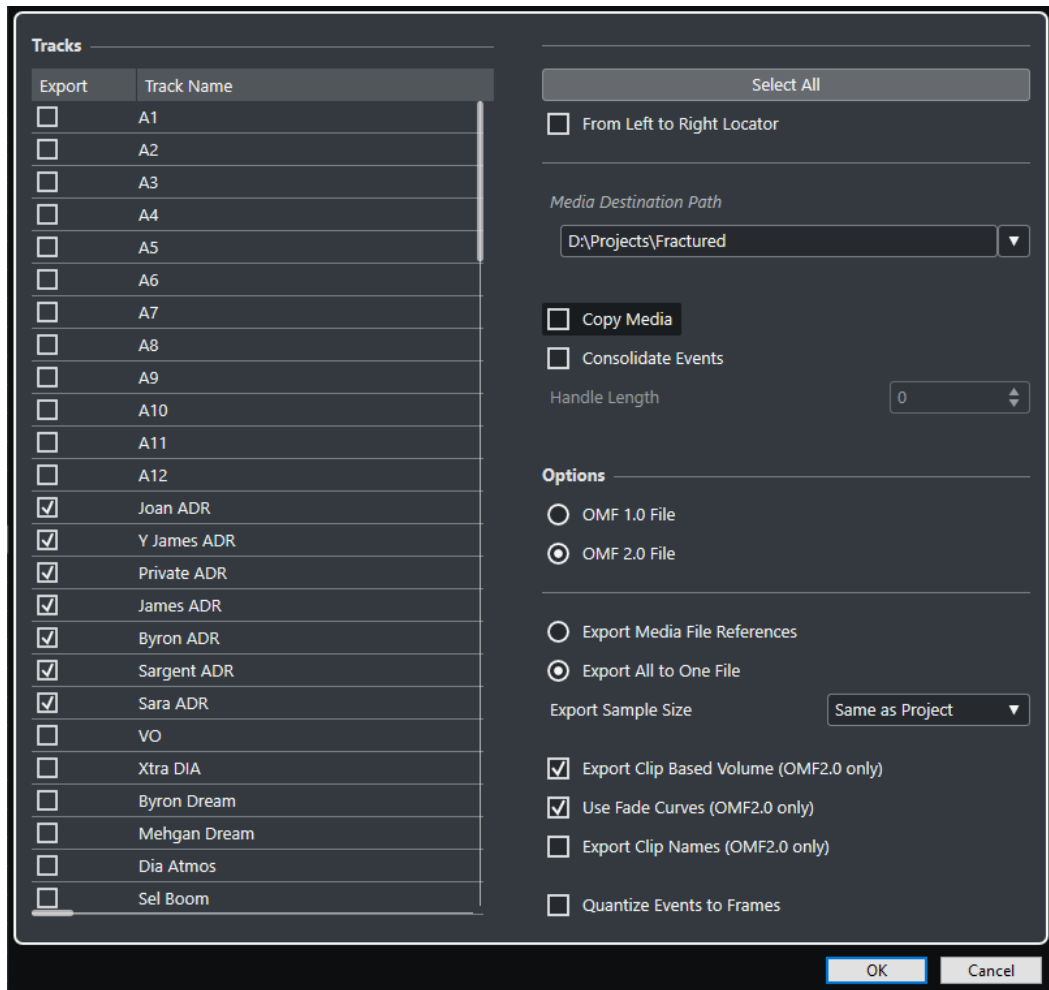 Tracks
Export Track Name
A1
A2
A3
A4
A5
A6
A7
A8
A9
A10
A11
A12
Joan ADR
Y James ADR
Private ADR
James ADR
Byron ADR
Sargent ADR
Sara ADR
VO
Xtra DIA
Byron Dream
Mehgan Dream
Dia Atmos
Sel Boom
Select All
From Left to Right Locator
Media Destination Path
D:\Projects\Fractured
Copy Media
Consolidate Events
Handle Length 0
Options
OMF 1.0 File
OMF 2.0 File
Export Media File References
Export All to One File
Export Sample Size Same as Project
Export Clip Based Volume (OMF2.0 only)
Use Fade Curves (OMF2.0 only)
Export Clip Names (OMF2.0 only)
Quantize Events to Frames
OK Cancel